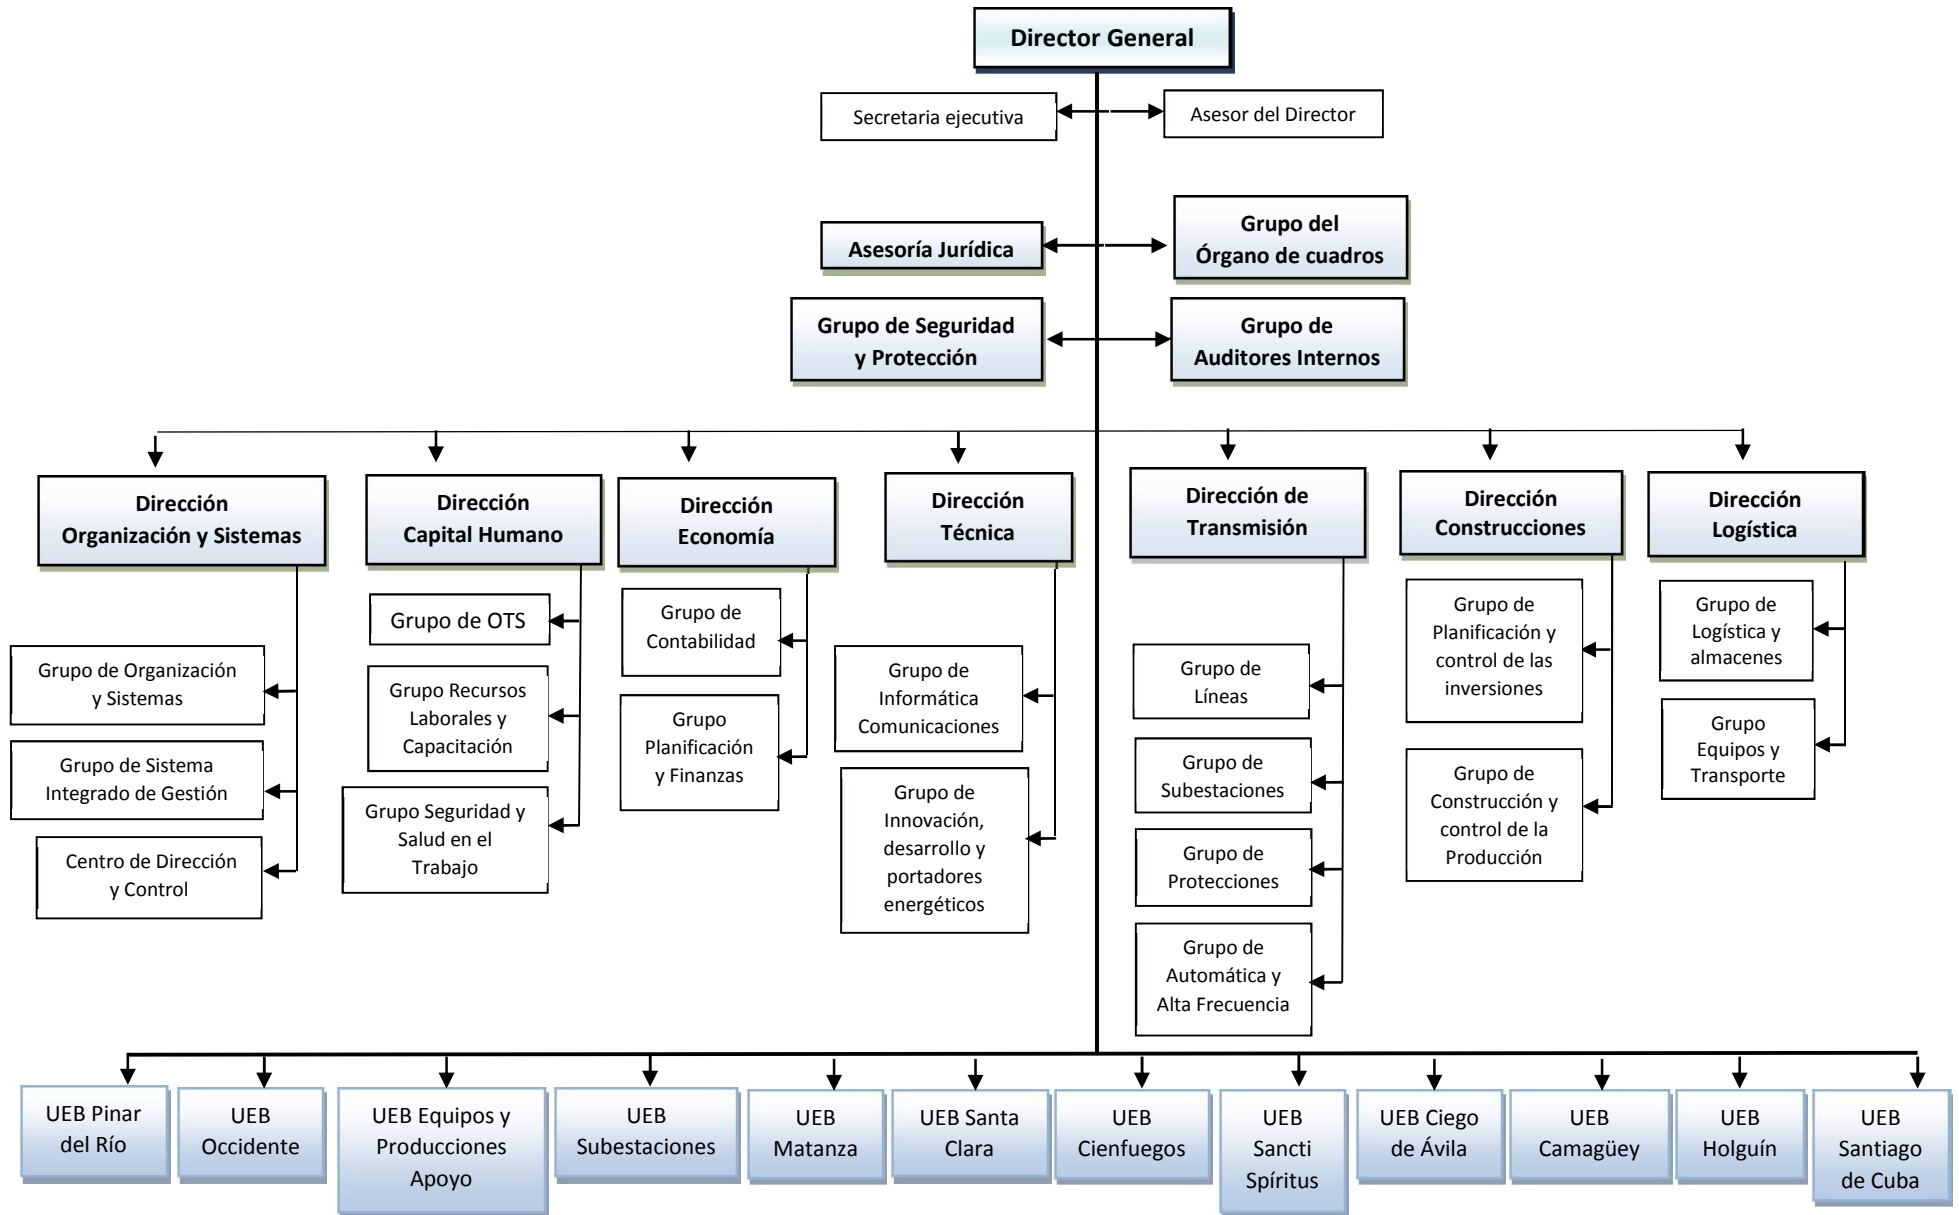 Director General
Secretaria ejecutiva
Asesor del Director
Asesoría Jurídica
Grupo del
Órgano de cuadros
Grupo de Seguridad
y Protección
Grupo de
Auditores Internos
Dirección
Organización y Sistemas
Dirección
Capital Humano
Dirección
Economía
Dirección
Técnica
Dirección de
Transmisión
Dirección
Construcciones
Dirección
Logística
Grupo de Organización
y Sistemas
Grupo de Sistema
Integrado de Gestión
Centro de Dirección
y Control
Grupo de OTS
Grupo Recursos
Laborales y
Capacitación
Grupo Seguridad y
Salud en el
Trabajo
Grupo de
Contabilidad
Grupo
Planificación
y Finanzas
Grupo de
Informática
Comunicaciones
Grupo de
Innovación,
desarrollo y
portadores
energéticos
Grupo de
Líneas
Grupo de
Subestaciones
Grupo de
Protecciones
Grupo de
Automática y
Alta Frecuencia
Grupo de
Planificación y
control de las
inversiones
Grupo de
Construcción y
control de la
Producción
Grupo de
Logística y
almacenes
Grupo
Equipos y
Transporte
UEB Pinar
del Río
UEB
Occidente
UEB Equipos y
Producciones
Apoyo
UEB
Subestaciones
UEB
Matanza
UEB Santa
Clara
UEB
Cienfuegos
UEB
Sancti
Spíritus
UEB Ciego
de Ávila
UEB
Camagüey
UEB
Holguín
UEB
Santiago
de Cuba